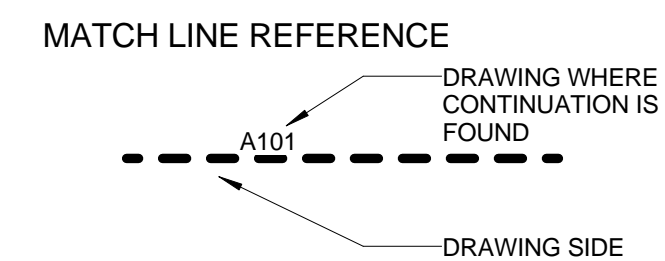 MATCH LINE REFERENCE
DRAWING WHERE
CONTINUATION IS
FOUND
A101
DRAWING SIDE